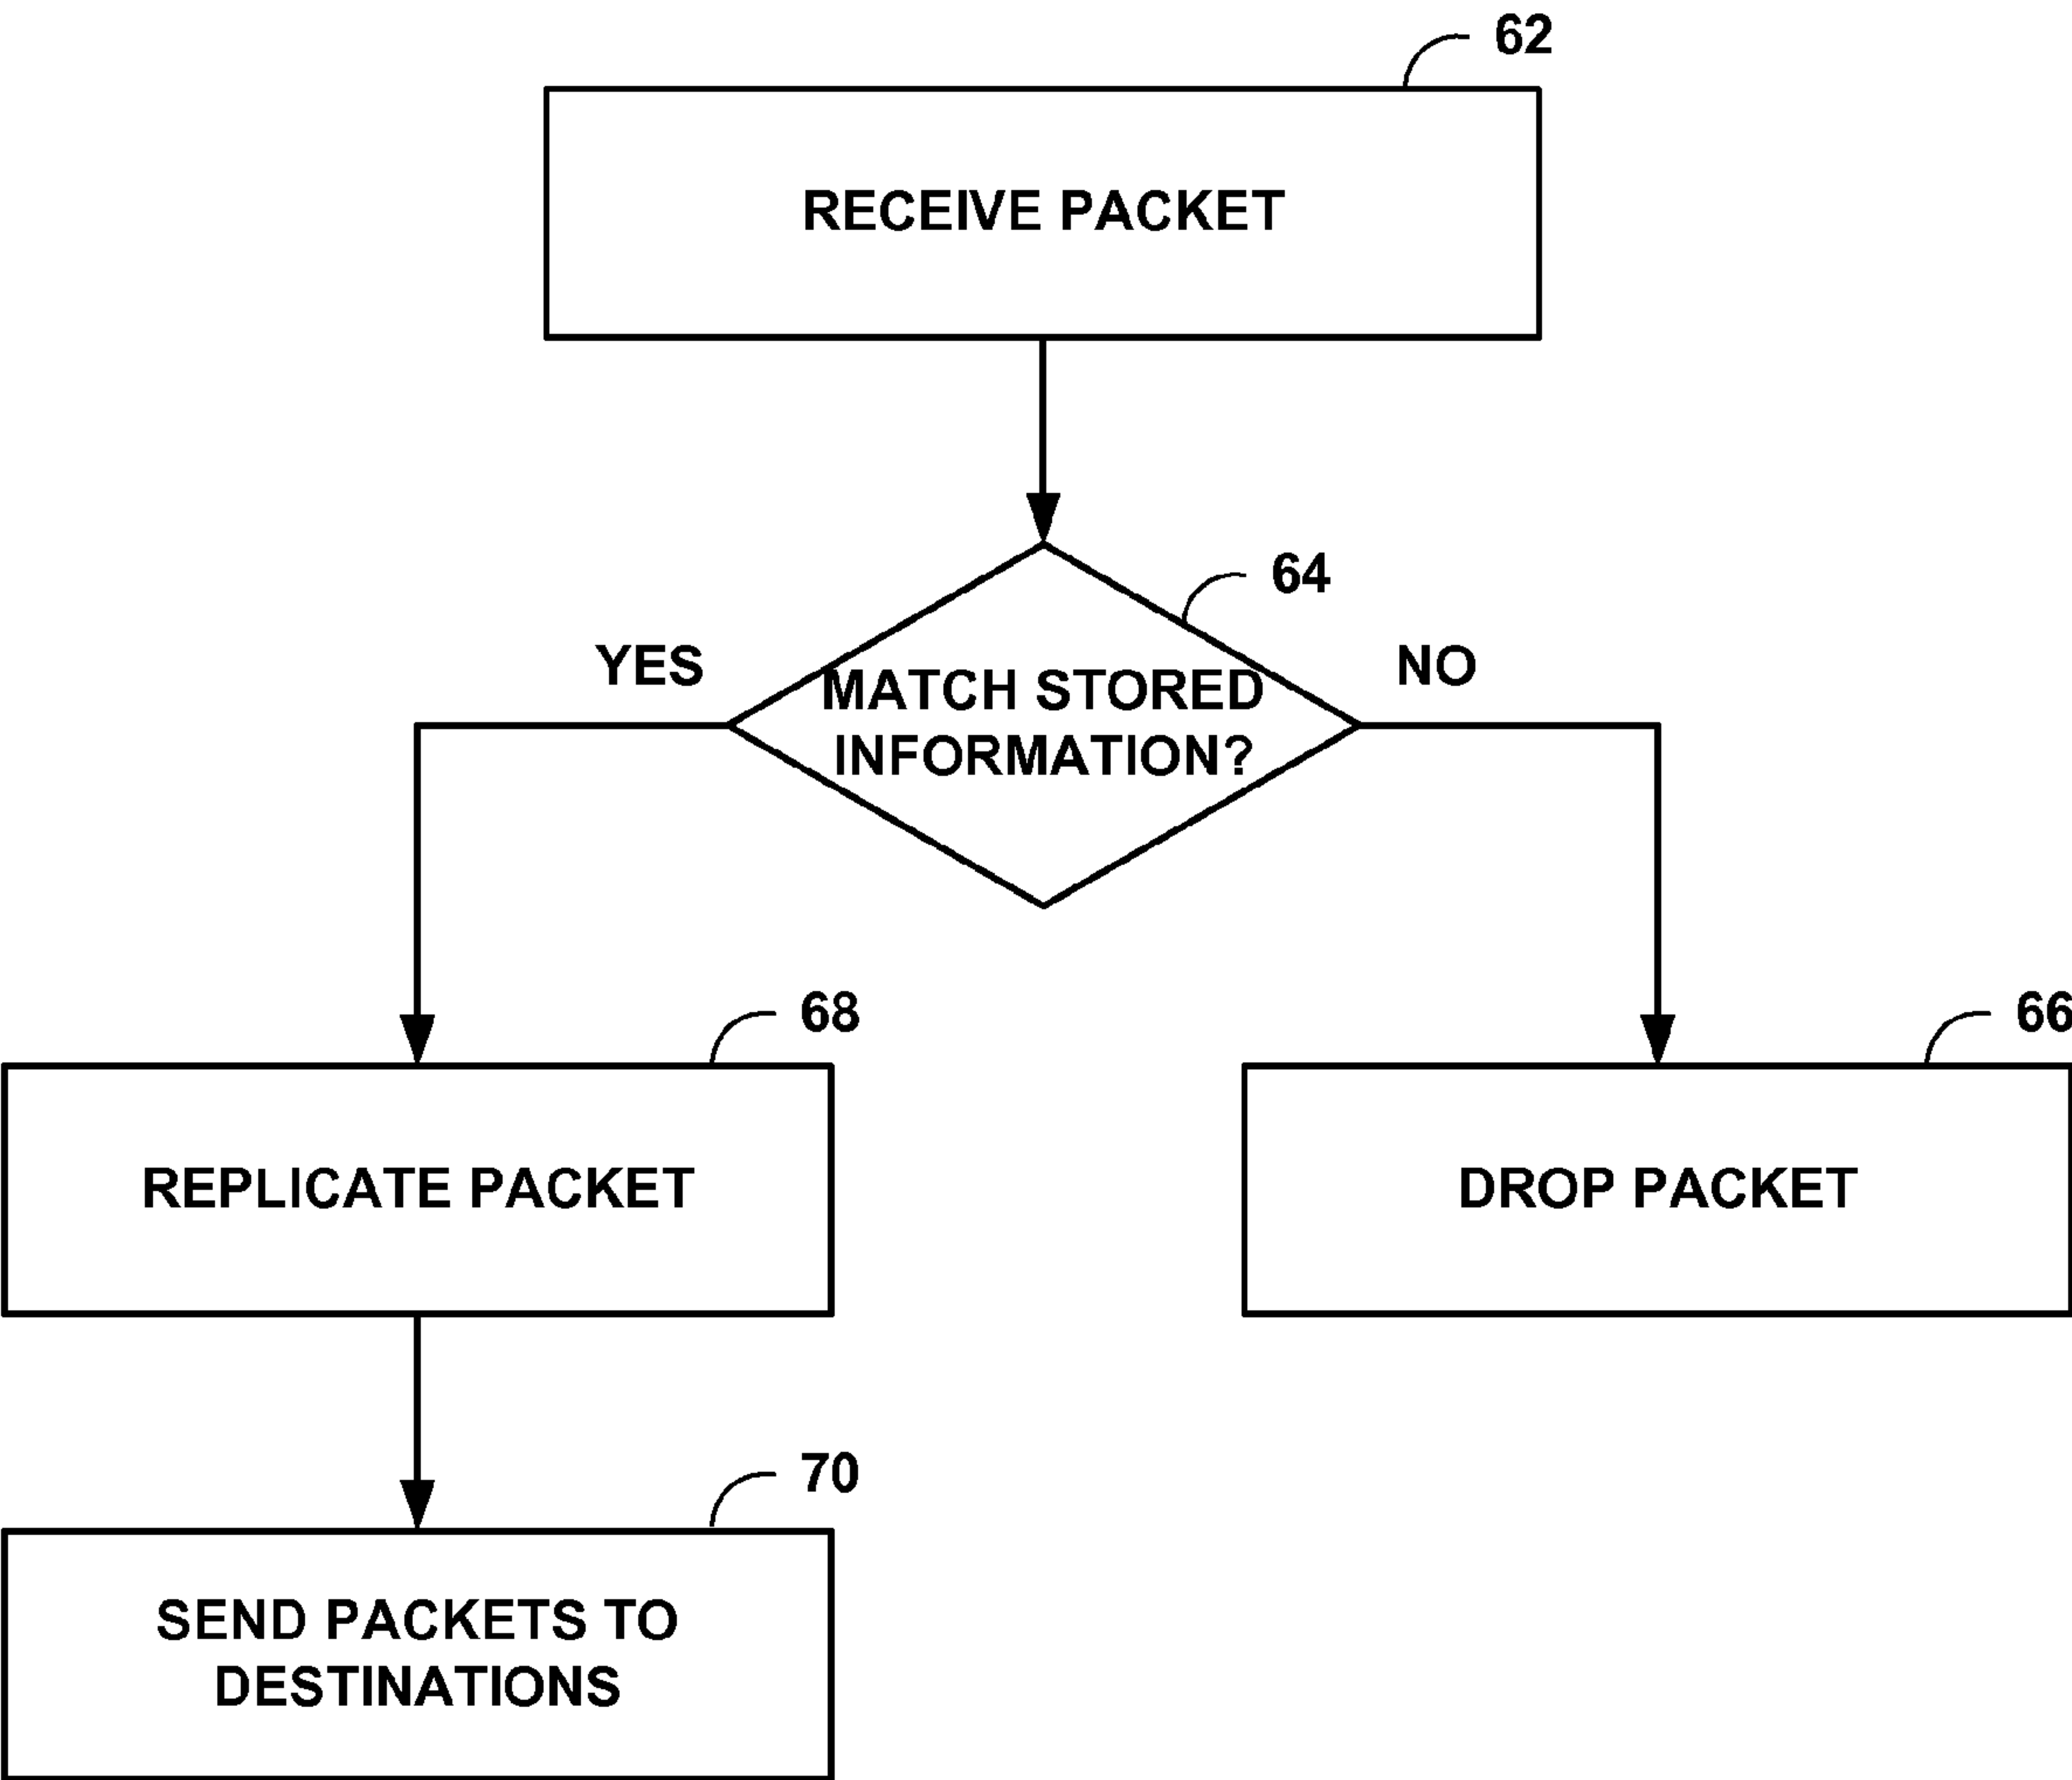 62
RECEIVE PACKET
64
YES
NO
MATCH STORED
INFORMATION?
68
66
REPLICATE PACKET
DROP PACKET
70
SEND PACKETS TO
DESTINATIONS